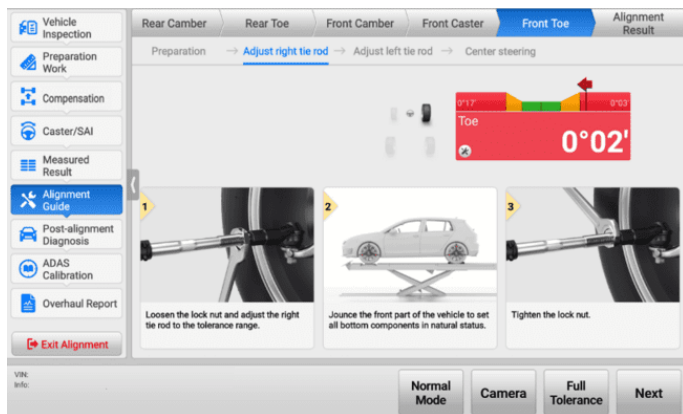 Vehicle
Inspection
Preparation
Work
Compensation
Caster/SAI
Measured
Result
Alignment
Guide
Post-alignment
Diagnosis
ADAS
Calibration
Overhaul Report
Exit Alignment
Rear Camber
Rear Toe
Front Camber
Front Caster
Front Toe
Alignment
Result
Preparation
Adjust right tie rod
Adjust left tie rod
Center steering
0°17'
0°03'
Toe
0°02'
1
Loosen the lock nut and adjust the right
tie rod to the tolerance range.
2
Jounce the front part of the vehicle to set
all bottom components in natural status.
3
Tighten the lock nut.
VIN:
Info:
Normal
Mode
Camera
Full
Tolerance
Next